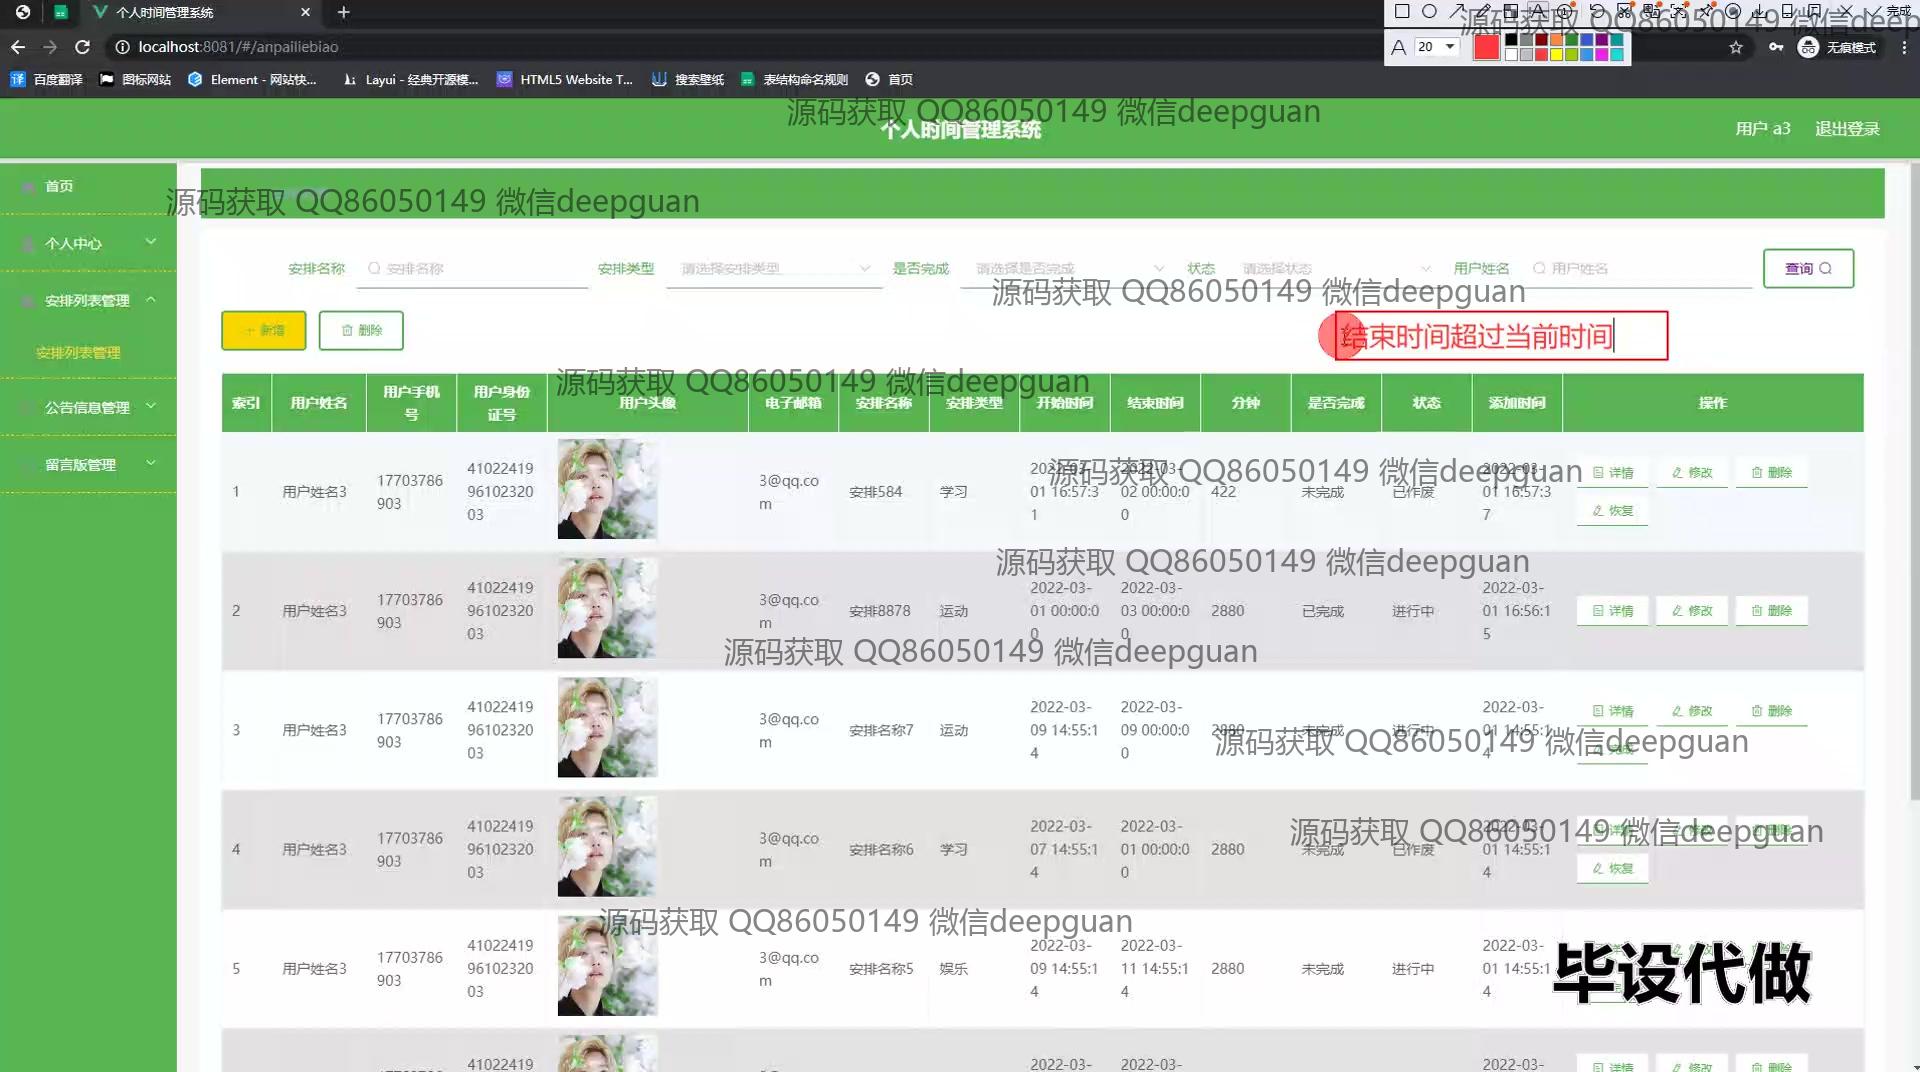 个人时间管理系统
完成
localhost:8081/#/anpailiebiao
A 20
无痕模式
百度翻译
图标网站
Element - 网站快...
Layui - 经典开源模...
HTML5 Website T...
搜索壁纸
表结构命名规则
首页
源码获取 QQ86050149 微信deepguan
个人时间管理系统
用户 a3
退出登录
首页
个人中心
安排列表管理
安排列表管理
公告信息管理
留言版管理
源码获取 QQ86050149 微信deepguan
安排名称 安排名称
安排类型 请选择安排类型
是否完成 请选择是否完成
状态 请选择状态
用户姓名 用户姓名
查询
源码获取 QQ86050149 微信deepguan
+ 新增
删除
结束时间超过当前时间
源码获取 QQ86050149 微信deepguan
索引 用户姓名 用户手机号 用户身份证号 用户头像 电子邮箱 安排名称 安排类型 开始时间 结束时间 分钟 是否完成 状态 添加时间 操作
源码获取 QQ86050149 微信deepguan
1 用户姓名3 17703786903 410224199610232003 3@qq.com 安排584 学习 2022-03-01 16:57:31 2022-03-02 00:00:00 422 未完成 已作废 2022-03-01 16:57:37 详情 修改 删除 恢复
源码获取 QQ86050149 微信deepguan
2 用户姓名3 17703786903 410224199610232003 3@qq.com 安排8878 运动 2022-03-01 00:00:00 2022-03-03 00:00:00 2880 已完成 进行中 2022-03-01 16:56:15 详情 修改 删除
源码获取 QQ86050149 微信deepguan
3 用户姓名3 17703786903 410224199610232003 3@qq.com 安排名称7 运动 2022-03-09 14:55:14 2022-03-09 00:00:00 2880 未完成 进行中 2022-03-01 14:55:14 详情 修改 删除 完成
源码获取 QQ86050149 微信deepguan
4 用户姓名3 17703786903 410224199610232003 3@qq.com 安排名称6 学习 2022-03-07 14:55:14 2022-03-01 00:00:00 2880 未完成 已作废 2022-03-01 14:55:14 详情 修改 删除 恢复
源码获取 QQ86050149 微信deepguan
源码获取 QQ86050149 微信deepguan
5 用户姓名3 17703786903 410224199610232003 3@qq.com 安排名称5 娱乐 2022-03-09 14:55:14 2022-03-11 14:55:14 2880 未完成 进行中 2022-03-01 14:55:14
毕设代做
41022419 2022-03- 2022-03- 2022-03- 详情 修改 删除